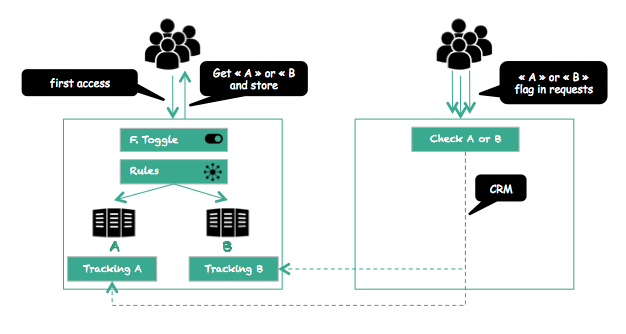 first access
Get « A » or « B
and store
« A » or « B »
flag in requests
F. Toggle
Rules
A
B
Tracking A
Tracking B
Check A or B
CRM